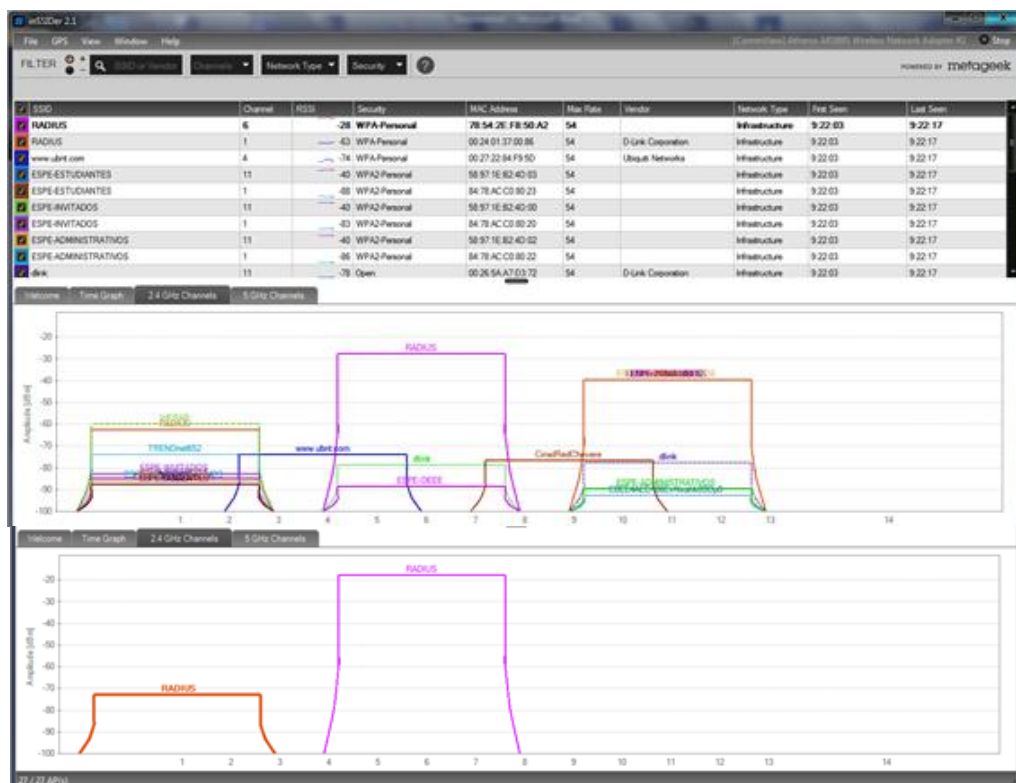 inSSIDer 2.1
File GPS View Window Help Stop
FILTER SSID or Vendor Channels Network Type Security ? POWERED BY metageek
SSID Channel RSSI Security MAC Address Max Rate Vendor Network Type First Seen Last Seen
RADIUS 6 -28 WPA-Personal 78:54:2E:F8:50:A2 54 Infrastructure 9:22:03 9:22:17
RADIUS 1 -63 WPA-Personal 00:24:01:37:00:86 54 D-Link Corporation Infrastructure 9:22:03 9:22:17
www.ubnt.com 4 -74 WPA-Personal 00:27:22:84:F9:5D 54 Ubiquiti Networks Infrastructure 9:22:03 9:22:17
ESPE-ESTUDIANTES 11 -40 WPA2-Personal 58:97:1E:B2:4D:03 54 Infrastructure 9:22:03 9:22:17
ESPE-ESTUDIANTES 1 -88 WPA2-Personal 84:78:AC:C0:80:23 54 Infrastructure 9:22:03 9:22:17
ESPE-INVITADOS 11 -40 WPA2-Personal 58:97:1E:B2:4D:00 54 Infrastructure 9:22:03 9:22:17
ESPE-INVITADOS 1 -83 WPA2-Personal 84:78:AC:C0:80:20 54 Infrastructure 9:22:03 9:22:17
ESPE-ADMINISTRATIVOS 11 -40 WPA2-Personal 58:97:1E:B2:4D:02 54 Infrastructure 9:22:03 9:22:17
ESPE-ADMINISTRATIVOS 1 -86 WPA2-Personal 84:78:AC:C0:80:22 54 Infrastructure 9:22:03 9:22:17
dlink 11 -78 Open 00:26:5A:A7:D3:72 54 D-Link Corporation Infrastructure 9:22:03 9:22:17
Welcome Time Graph 2.4 GHz Channels 5 GHz Channels
Amplitude [dBm]
-20
RADIUS
-30
-40
-50
-60
-70
TRENDnet652 www.ubnt.com dlink
-80
ESPE-INVITADOS
ESPE-DEEE ESPE-ADMINISTRATIVOS
-90
-100
1 2 3 4 5 6 7 8 9 10 11 12 13 14
Welcome Time Graph 2.4 GHz Channels 5 GHz Channels
Amplitude [dBm]
RADIUS
-20
-30
-40
-50
-60
-70
RADIUS
-80
-90
-100
1 2 3 4 5 6 7 8 9 10 11 12 13 14
27 / 27 AP(s)